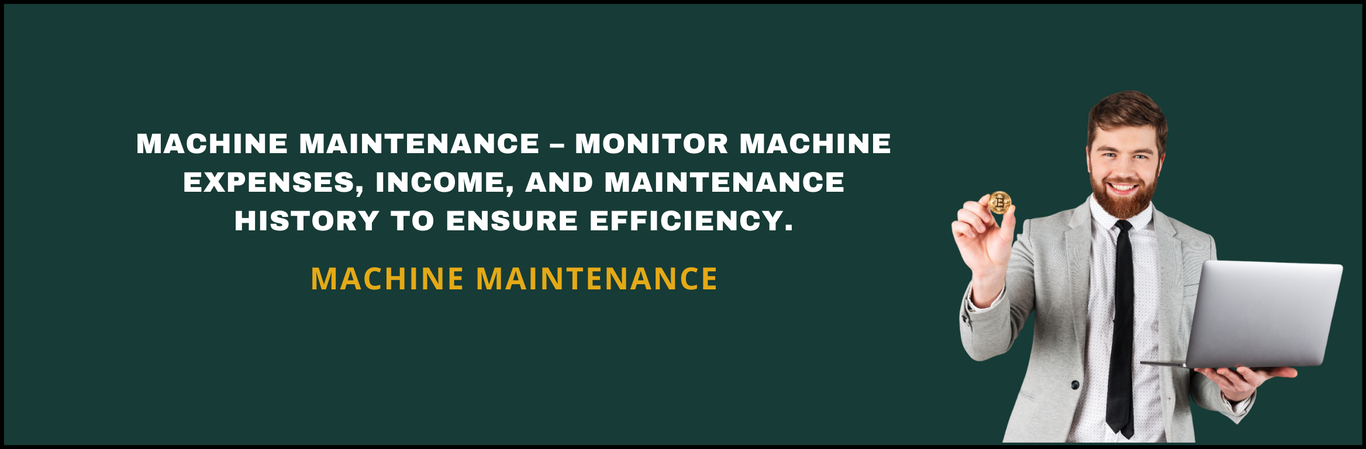 MACHINE MAINTENANCE – MONITOR MACHINE
EXPENSES, INCOME, AND MAINTENANCE
HISTORY TO ENSURE EFFICIENCY.
MACHINE MAINTENANCE